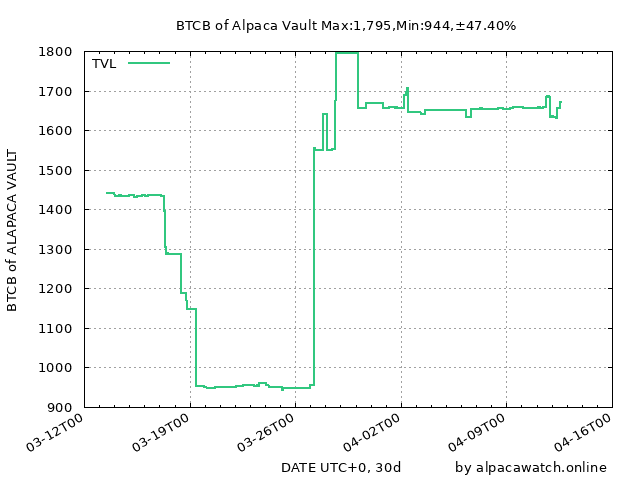 BTCB of Alpaca Vault Max:1,795,Min:944,±47.40%
TVL
BTCB of ALAPACA VAULT
1800
1700
1600
1500
1400
1300
1200
1100
1000
900
03-12T00
03-19T00
03-26T00
04-02T00
04-09T00
04-16T00
DATE UTC+0, 30d
by alpacawatch.online